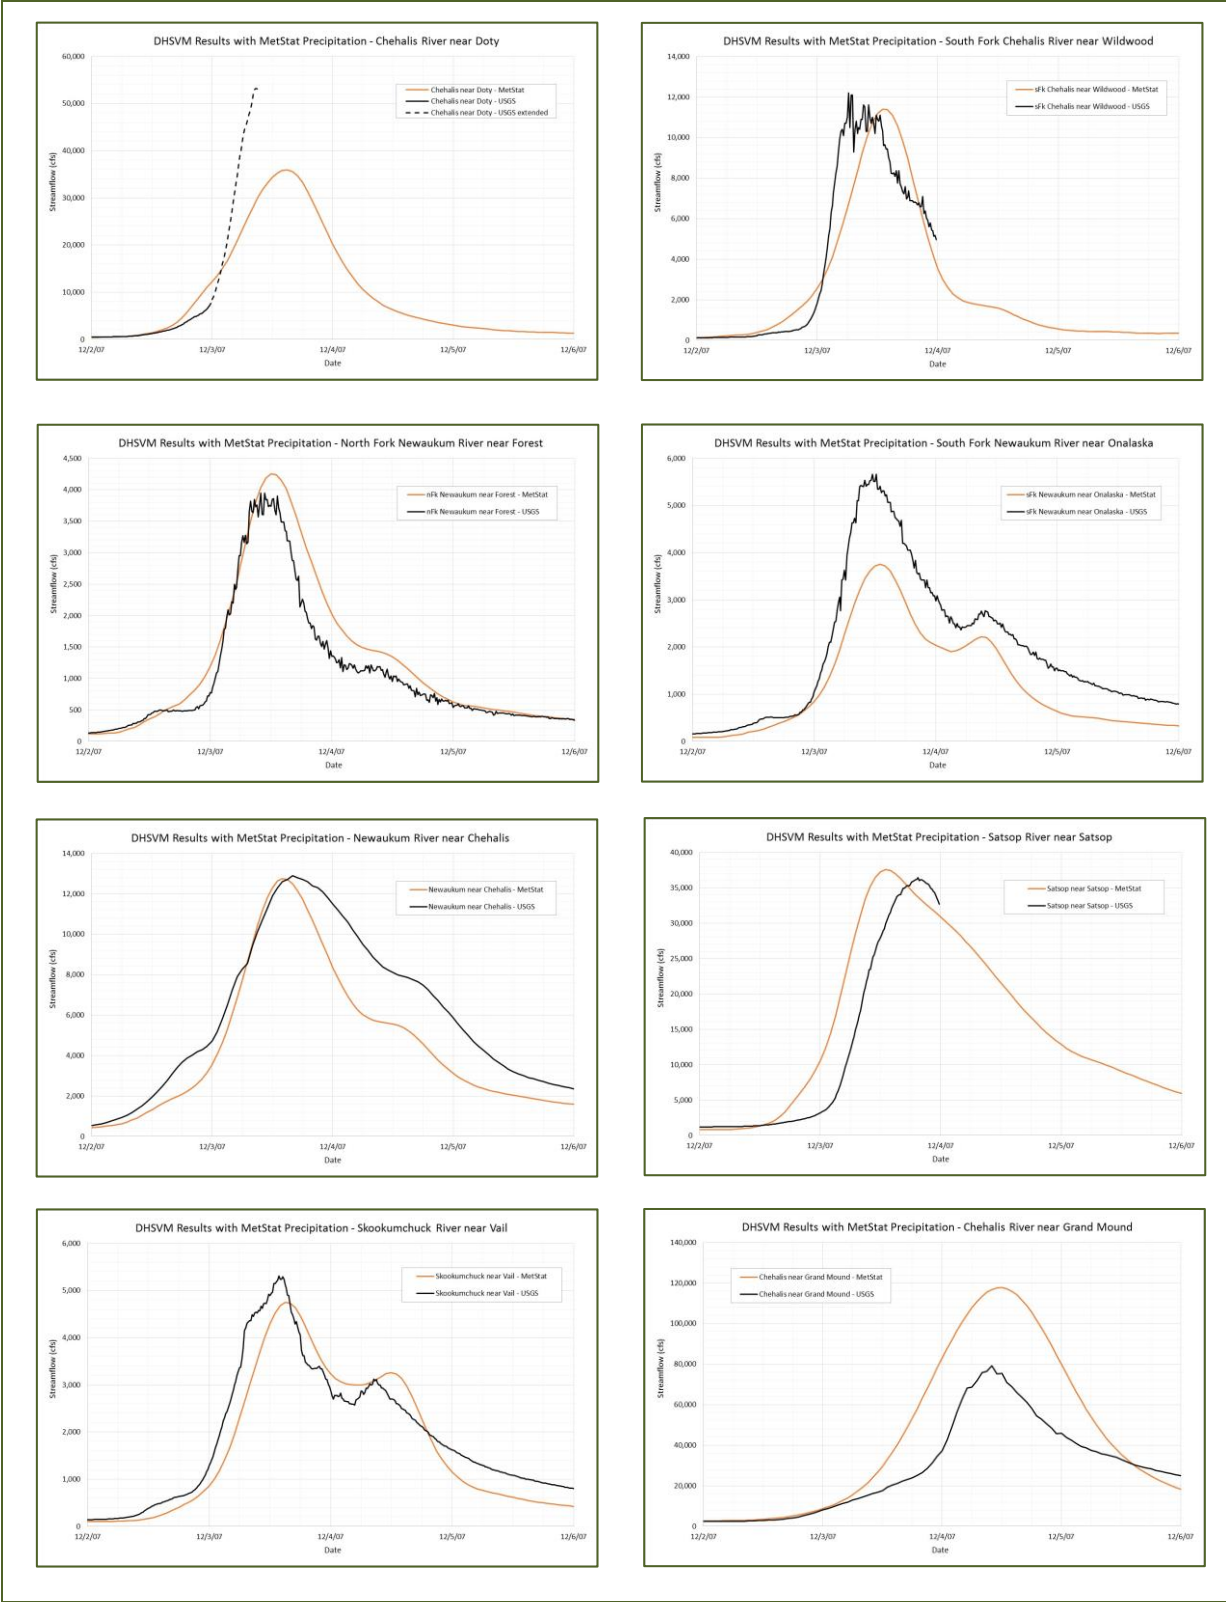 DHSVM Results with MetStat Precipitation - Chehalis River near Doty
60,000
50,000
40,000
30,000
20,000
10,000
0
Streamflow (cfs)
Chehalis near Doty - MetStat
Chehalis near Doty - USGS
Chehalis near Doty - USGS extended
12/2/07 12/3/07 12/4/07 12/5/07 12/6/07
Date
DHSVM Results with MetStat Precipitation - South Fork Chehalis River near Wildwood
14,000
12,000
10,000
8,000
6,000
4,000
2,000
0
Streamflow (cfs)
sFk Chehalis near Wildwood - MetStat
sFk Chehalis near Wildwood - USGS
12/2/07 12/3/07 12/4/07 12/5/07 12/6/07
Date
DHSVM Results with MetStat Precipitation - North Fork Newaukum River near Forest
4,500
4,000
3,500
3,000
2,500
2,000
1,500
1,000
500
0
Streamflow (cfs)
nFk Newaukum near Forest - MetStat
nFk Newaukum near Forest - USGS
12/2/07 12/3/07 12/4/07 12/5/07 12/6/07
Date
DHSVM Results with MetStat Precipitation - South Fork Newaukum River near Onalaska
6,000
5,000
4,000
3,000
2,000
1,000
0
Streamflow (cfs)
sFk Newaukum near Onalaska - MetStat
sFk Newaukum near Onalaska - USGS
12/2/07 12/3/07 12/4/07 12/5/07 12/6/07
Date
DHSVM Results with MetStat Precipitation - Newaukum River near Chehalis
14,000
12,000
10,000
8,000
6,000
4,000
2,000
0
Streamflow (cfs)
Newaukum near Chehalis - MetStat
Newaukum near Chehalis - USGS
12/2/07 12/3/07 12/4/07 12/5/07 12/6/07
Date
DHSVM Results with MetStat Precipitation - Satsop River near Satsop
40,000
35,000
30,000
25,000
20,000
15,000
10,000
5,000
0
Streamflow (cfs)
Satsop near Satsop - MetStat
Satsop near Satsop - USGS
12/2/07 12/3/07 12/4/07 12/5/07 12/6/07
Date
DHSVM Results with MetStat Precipitation - Skookumchuck River near Vail
6,000
5,000
4,000
3,000
2,000
1,000
0
Streamflow (cfs)
Skookumchuck near Vail - MetStat
Skookumchuck near Vail - USGS
12/2/07 12/3/07 12/4/07 12/5/07 12/6/07
Date
DHSVM Results with MetStat Precipitation - Chehalis River near Grand Mound
140,000
120,000
100,000
80,000
60,000
40,000
20,000
0
Streamflow (cfs)
Chehalis near Grand Mound - MetStat
Chehalis near Grand Mound - USGS
12/2/07 12/3/07 12/4/07 12/5/07 12/6/07
Date